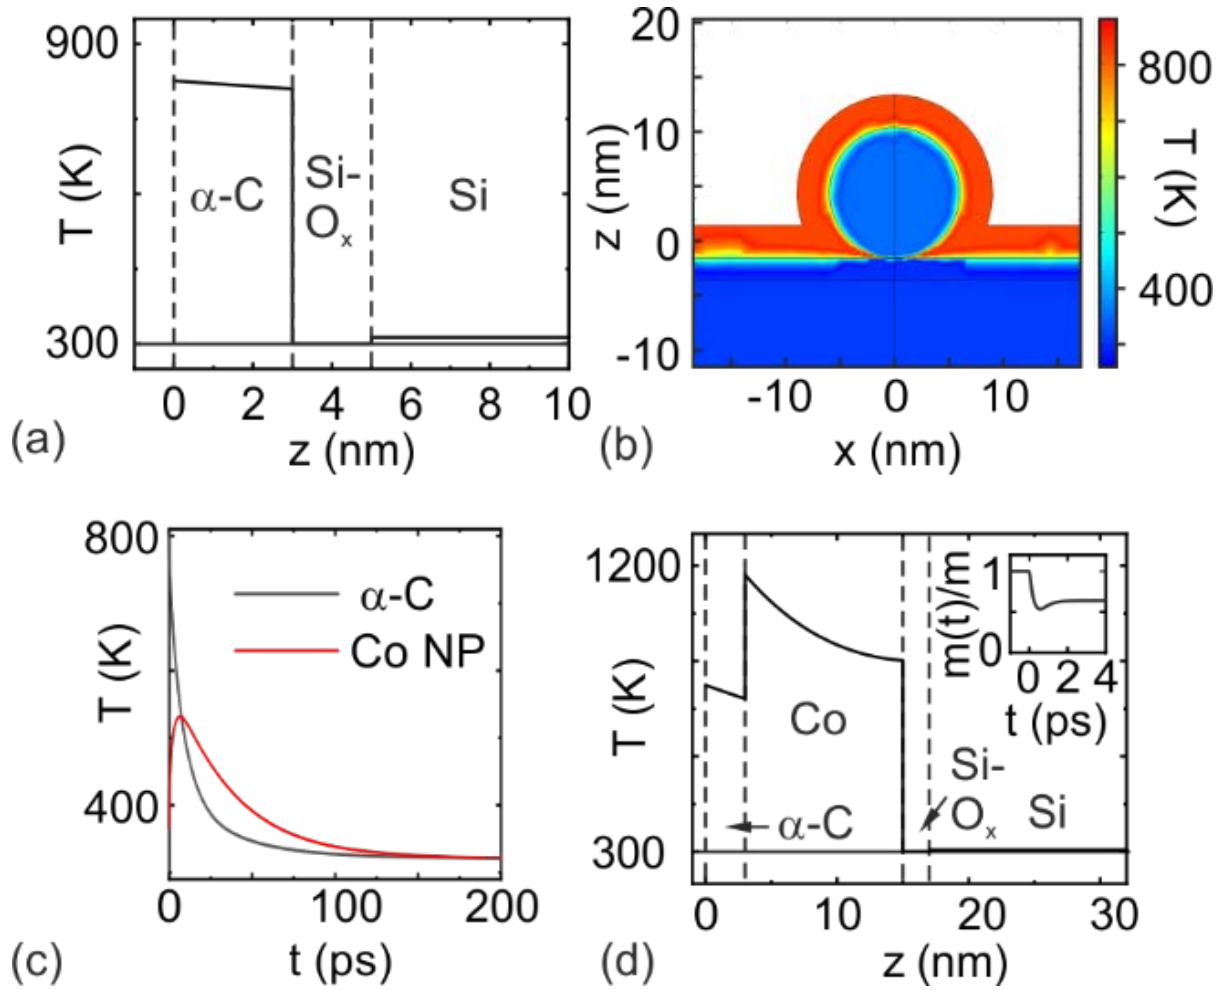 900
T (K)
300
α-C
Si-
Oₓ
Si
0 2 4 6 8 10
z (nm)
(a)
20
10
0
-10
z (nm)
-10 0 10
x (nm)
800
400
T (K)
(b)
800
400
T (K)
α-C
Co NP
0 100 200
t (ps)
(c)
1200
300
T (K)
Co
α-C
Si-
Oₓ
Si
1
0
m(t)/m
0 2 4
t (ps)
0 10 20 30
z (nm)
(d)